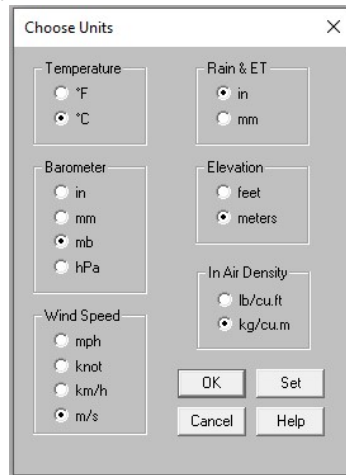 Choose Units
Temperature
°F
°C
Barometer
in
mm
mb
hPa
Wind Speed
mph
knot
km/h
m/s
Rain & ET
in
mm
Elevation
feet
meters
In Air Density
lb/cu.ft
kg/cu.m
OK
Set
Cancel
Help